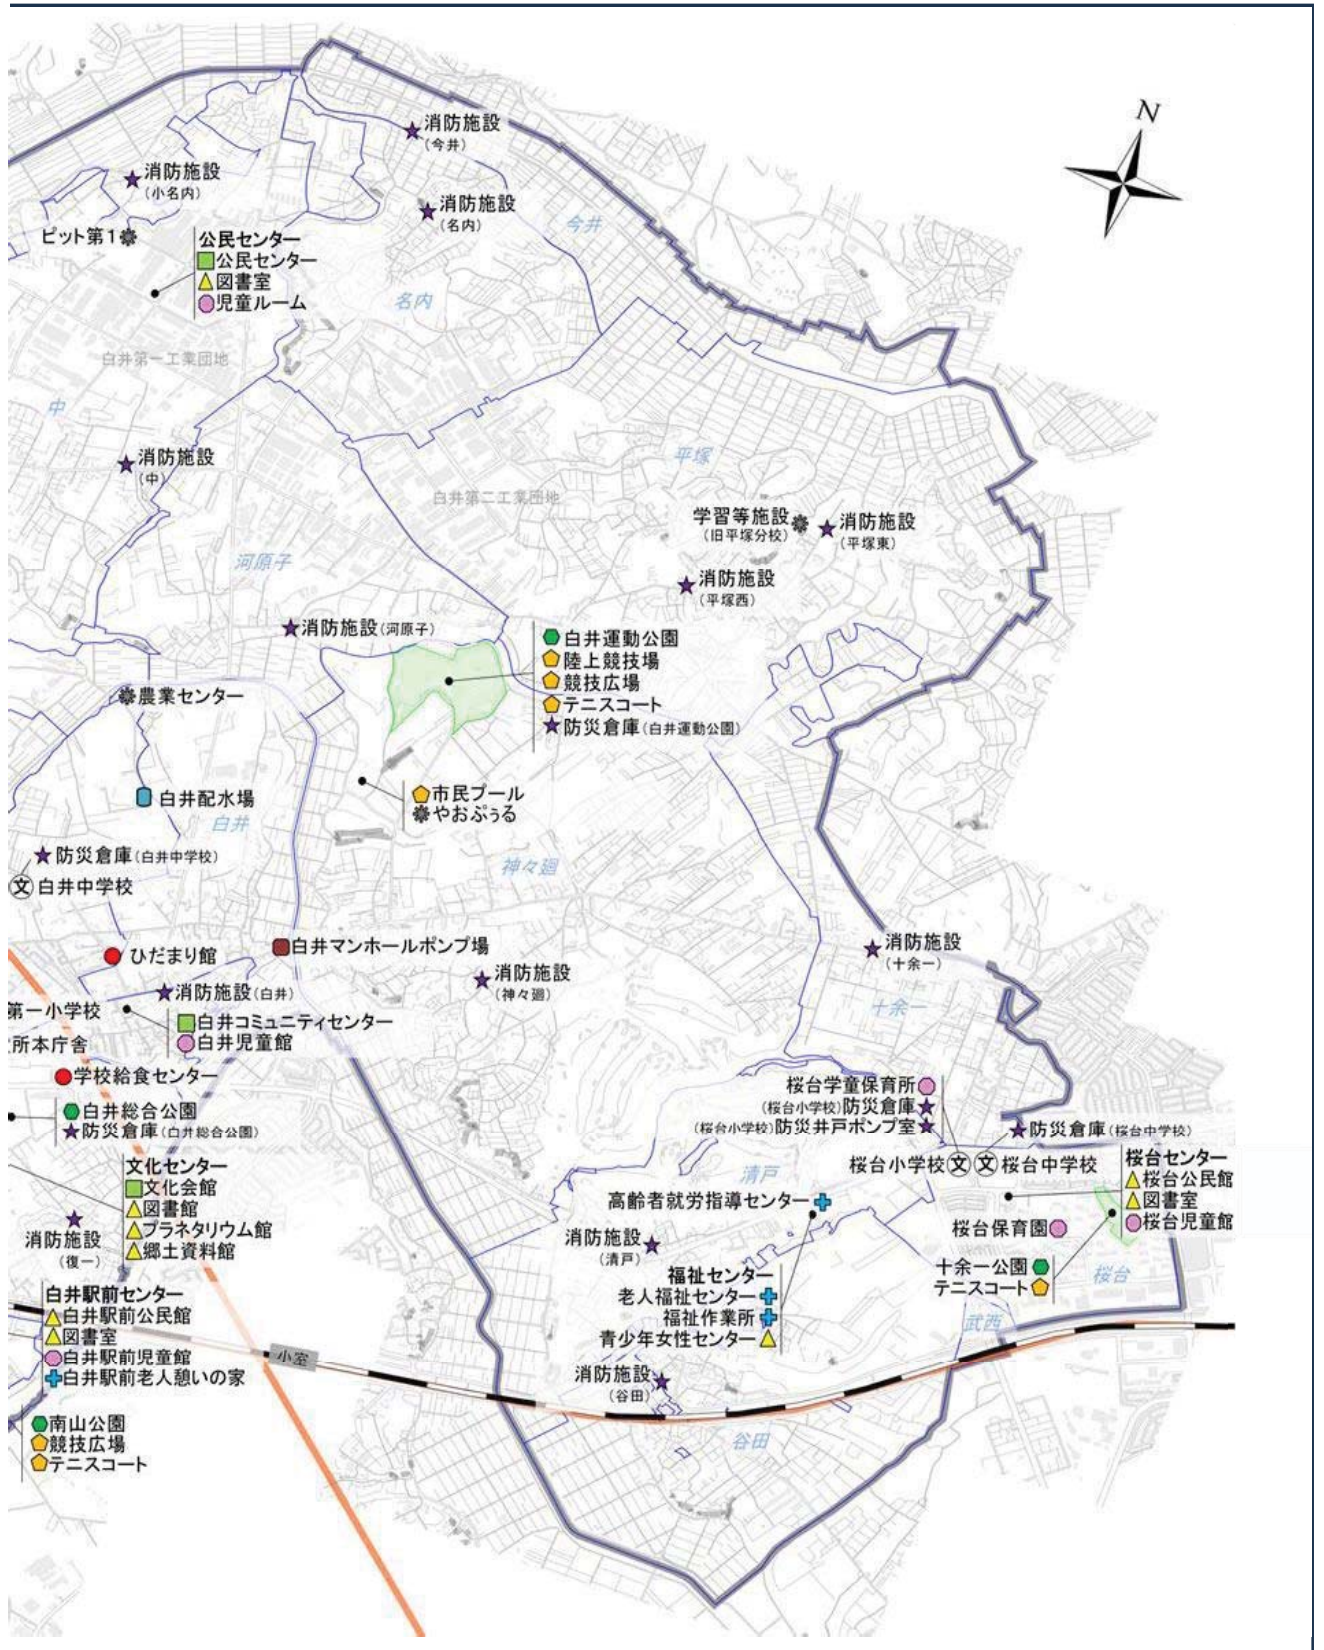 N
消防施設
(今井)
消防施設
(小名内)
消防施設
(名内)
今井
ピット第1
公民センター
公民センター
図書室
児童ルーム
名内
白井第一工業団地
中
消防施設
(中)
平塚
白井第二工業団地
学習等施設
(旧平塚分校)
消防施設
(平塚東)
河原子
消防施設
(平塚西)
消防施設(河原子)
白井運動公園
陸上競技場
競技広場
テニスコート
防災倉庫(白井運動公園)
農業センター
市民プール
やおぷぅる
白井配水場
白井
防災倉庫(白井中学校)
文 白井中学校
神々廻
ひだまり館
白井マンホールポンプ場
消防施設
(十余一)
消防施設
(神々廻)
消防施設(白井)
第一小学校
十余一
白井コミュニティセンター
白井児童館
所本庁舎
学校給食センター
白井総合公園
防災倉庫(白井総合公園)
桜台学童保育所
(桜台小学校)防災倉庫
(桜台小学校)防災井戸ポンプ室
防災倉庫(桜台中学校)
桜台小学校 文 文 桜台中学校
桜台センター
桜台公民館
図書室
桜台児童館
文化センター
文化会館
図書館
プラネタリウム館
郷土資料館
清戸
高齢者就労指導センター
桜台保育園
消防施設
(復一)
消防施設
(清戸)
福祉センター
老人福祉センター
福祉作業所
青少年女性センター
十余一公園
テニスコート
桜台
武西
白井駅前センター
白井駅前公民館
図書室
白井駅前児童館
白井駅前老人憩いの家
小室
消防施設
(谷田)
谷田
南山公園
競技広場
テニスコート